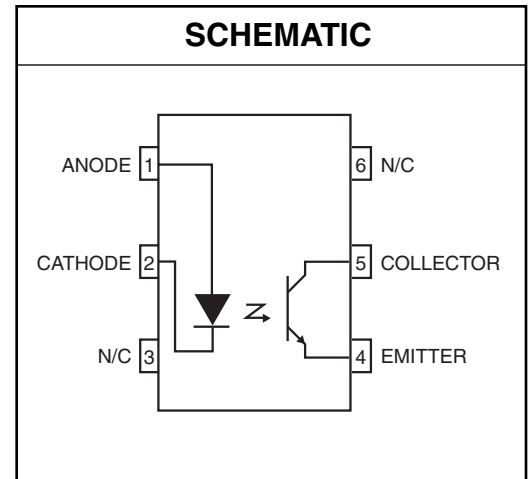 SCHEMATIC
ANODE 1
6 N/C
CATHODE 2
5 COLLECTOR
N/C 3
4 EMITTER